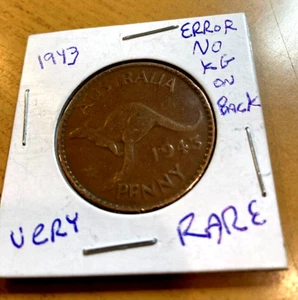 1943
ERROR
NO
KG
ON
BACK
AUSTRALIA
1943
PENNY
VERY
RARE